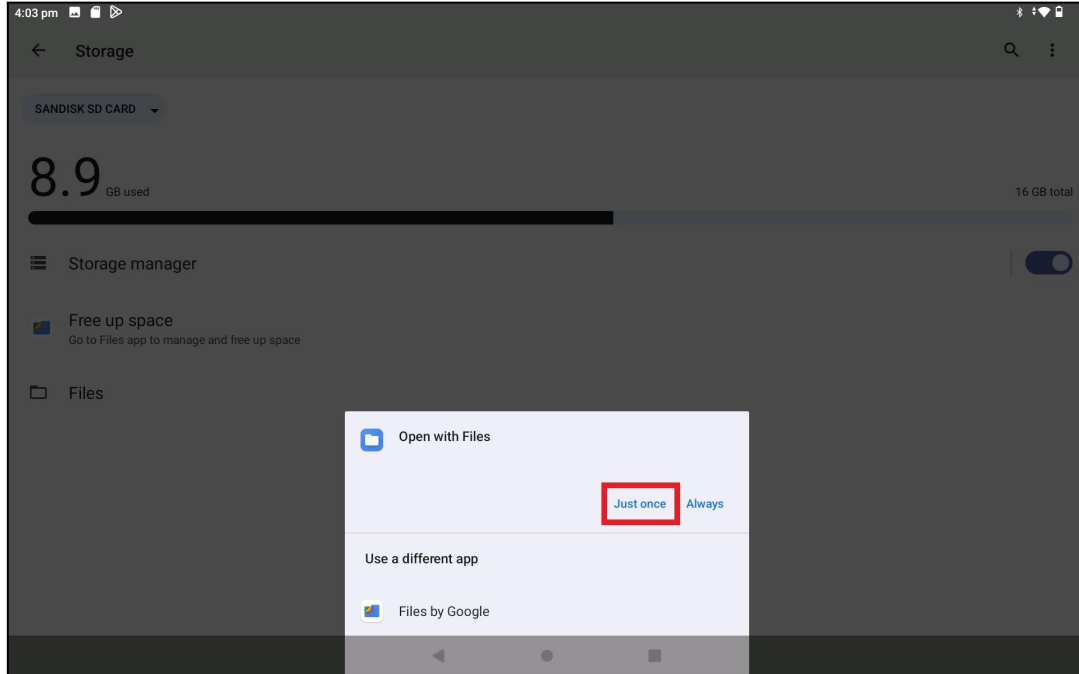 4:03 pm
Storage
SANDISK SD CARD
8.9 GB used
16 GB total
Storage manager
Free up space
Go to Files app to manage and free up space
Files
Open with Files
Just once Always
Use a different app
Files by Google